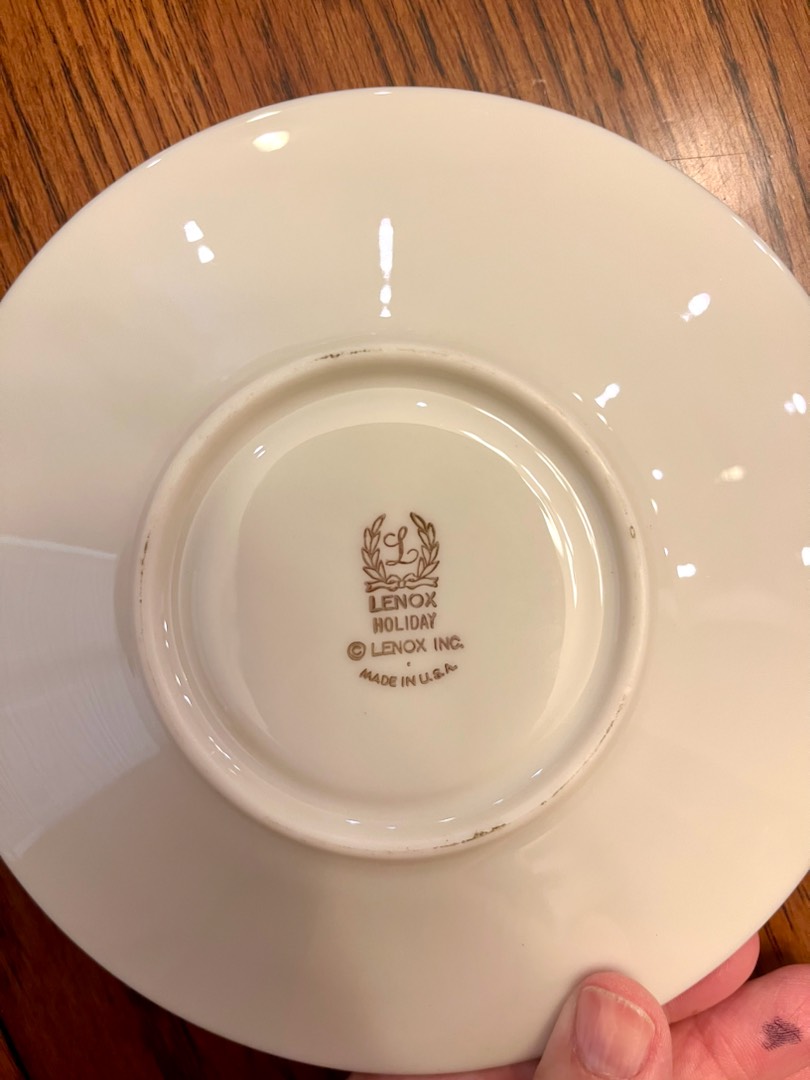 L
LENOX
HOLIDAY
© LENOX INC.
MADE IN U.S.A.